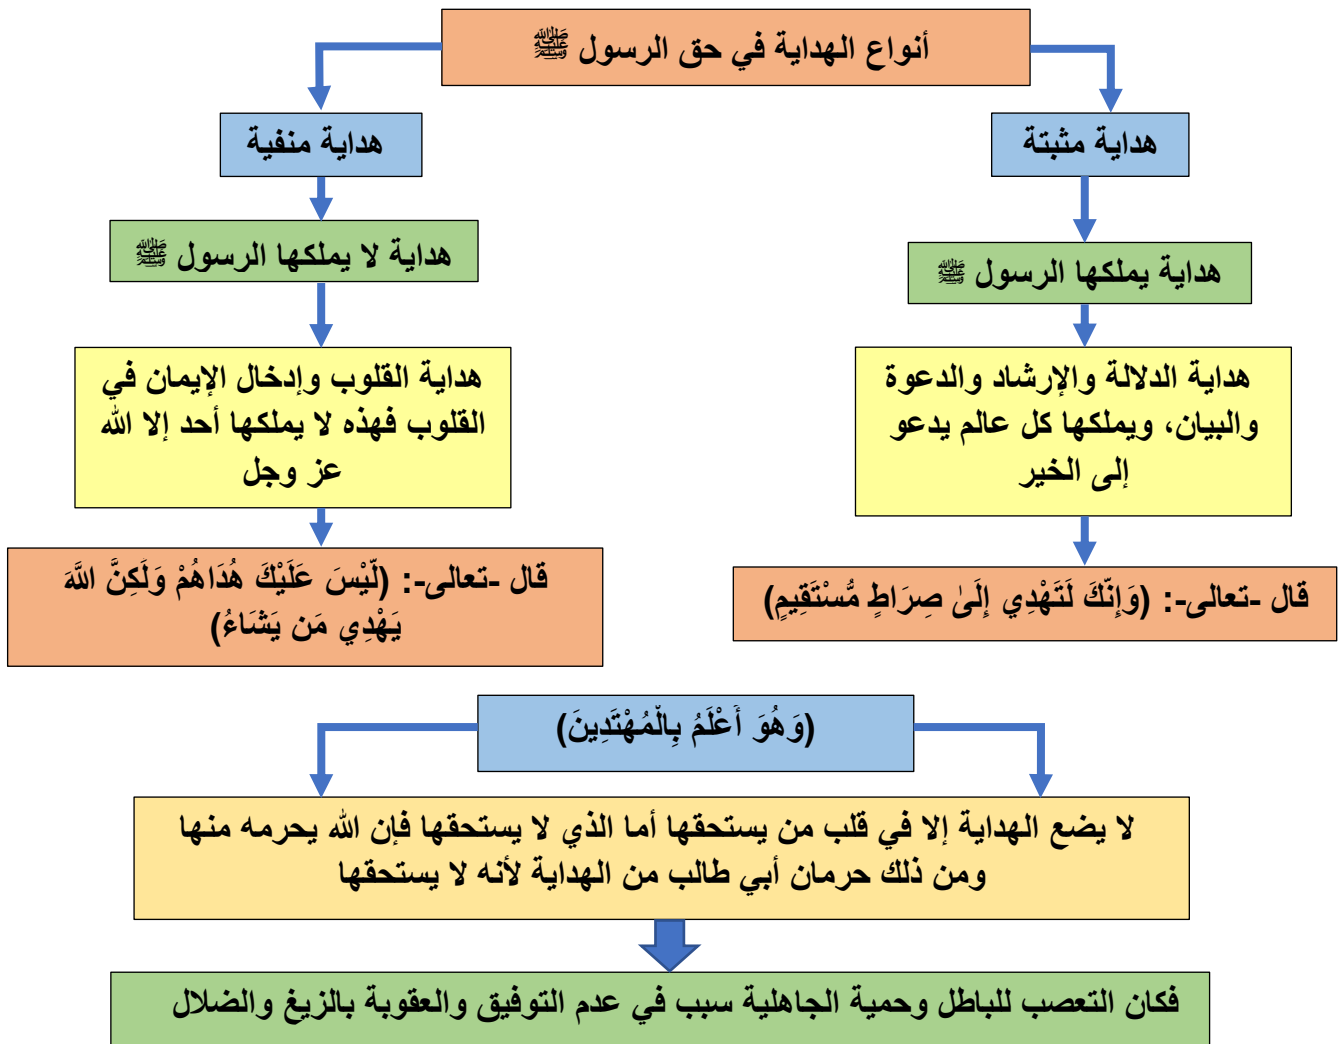 أنواع الهداية في حق الرسول ﷺ
هداية مثبتة
هداية منفية
هداية يملكها الرسول ﷺ
هداية لا يملكها الرسول ﷺ
هداية الدلالة والإرشاد والدعوة
والبيان، ويملكها كل عالم يدعو
إلى الخير
هداية القلوب وإدخال الإيمان في
القلوب فهذه لا يملكها أحد إلا الله
عز وجل
قال -تعالى-: (وَإِنَّكَ لَتَهْدِي إِلَىٰ صِرَاطٍ مُّسْتَقِيمٍ)
قال -تعالى-: (لَّيْسَ عَلَيْكَ هُدَاهُمْ وَلَكِنَّ اللَّهَ
يَهْدِي مَن يَشَاءُ)
(وَهُوَ أَعْلَمُ بِالْمُهْتَدِينَ)
لا يضع الهداية إلا في قلب من يستحقها أما الذي لا يستحقها فإن الله يحرمه منها
ومن ذلك حرمان أبي طالب من الهداية لأنه لا يستحقها
فكان التعصب للباطل وحمية الجاهلية سبب في عدم التوفيق والعقوبة بالزيغ والضلال